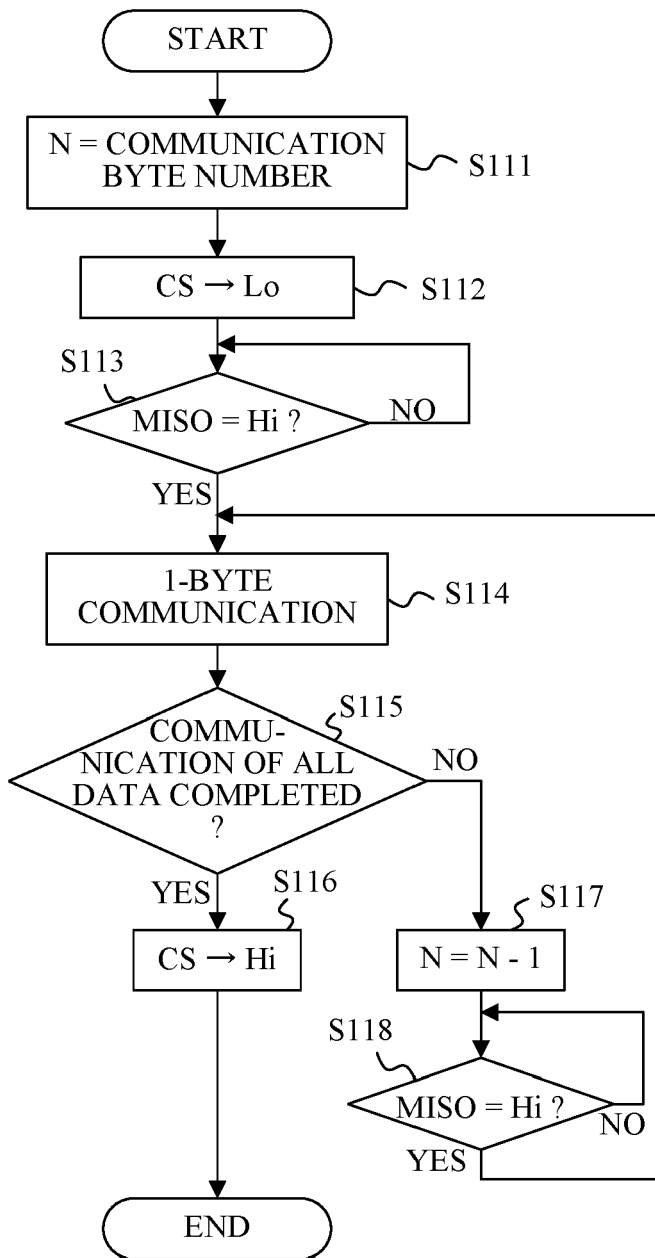 START
N = COMMUNICATION
BYTE NUMBER
S111
CS → Lo
S112
S113
MISO = Hi ?
NO
YES
1-BYTE
COMMUNICATION
S114
S115
COMMU-
NICATION OF ALL
DATA COMPLETED
?
NO
YES
S116
CS → Hi
S117
N = N - 1
S118
MISO = Hi ?
NO
YES
END